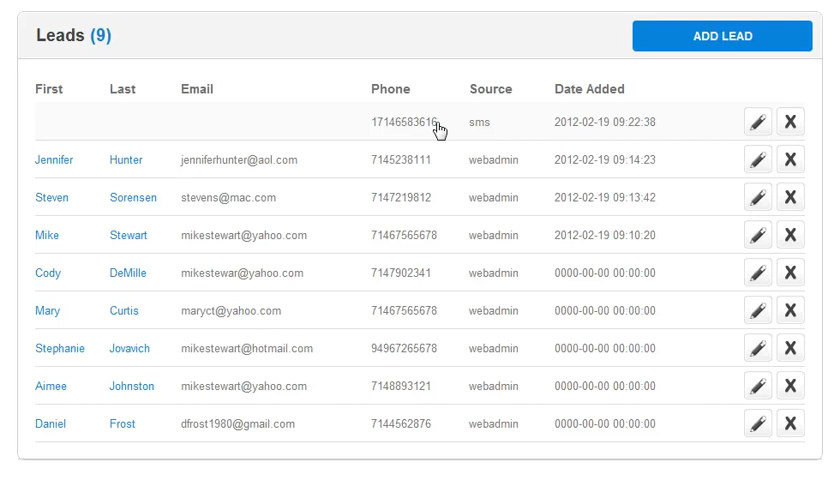 Leads (9)
ADD LEAD
First Last Email Phone Source Date Added
17146583616 sms 2012-02-19 09:22:38
Jennifer Hunter jenniferhunter@aol.com 7145238111 webadmin 2012-02-19 09:14:23
Steven Sorensen stevens@mac.com 7147219812 webadmin 2012-02-19 09:13:42
Mike Stewart mikestewart@yahoo.com 71467565678 webadmin 2012-02-19 09:10:20
Cody DeMille mikestewar@yahoo.com 7147902341 webadmin 0000-00-00 00:00:00
Mary Curtis maryct@yahoo.com 71467565678 webadmin 0000-00-00 00:00:00
Stephanie Jovavich mikestewart@hotmail.com 94967265678 webadmin 0000-00-00 00:00:00
Aimee Johnston mikestewart@yahoo.com 7148893121 webadmin 0000-00-00 00:00:00
Daniel Frost dfrost1980@gmail.com 7144562876 webadmin 0000-00-00 00:00:00